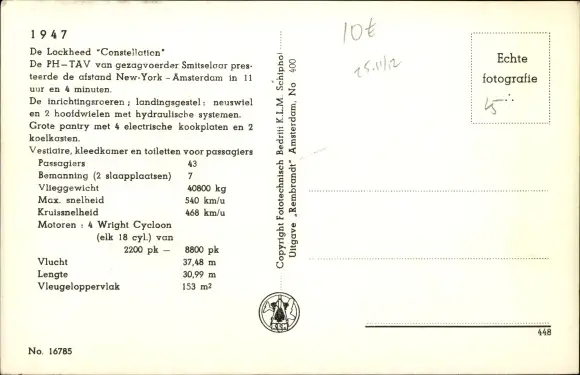 1947
De Lockheed "Constellation"
De PH-TAV van gezagvoerder Smitselaar pres-
teerde de afstand New-York - Amsterdam in 11
uur en 4 minuten.
De inrichtingsroeren; landingsgestel: neuswiel
en 2 hoofdwielen met hydraulische systemen.
Grote pantry met 4 electrische kookplaten en 2
koelkasten.
Vestiaire, kleedkamer en toiletten voor passagiers
Passagiers 43
Bemanning (2 slaapplaatsen) 7
Vlieggewicht 40800 kg
Max. snelheid 540 km/u
Kruissnelheid 468 km/u
Motoren : 4 Wright Cycloon
(elk 18 cyl.) van
2200 pk — 8800 pk
Vlucht 37,48 m
Lengte 30,99 m
Vleugeloppervlak 153 m²
No. 16785
Copyright Fototechnisch Bedrijf K.L.M. Schiphol
Uitgave „Rembrandt" Amsterdam, No 400
10€
Echte
fotografie
448